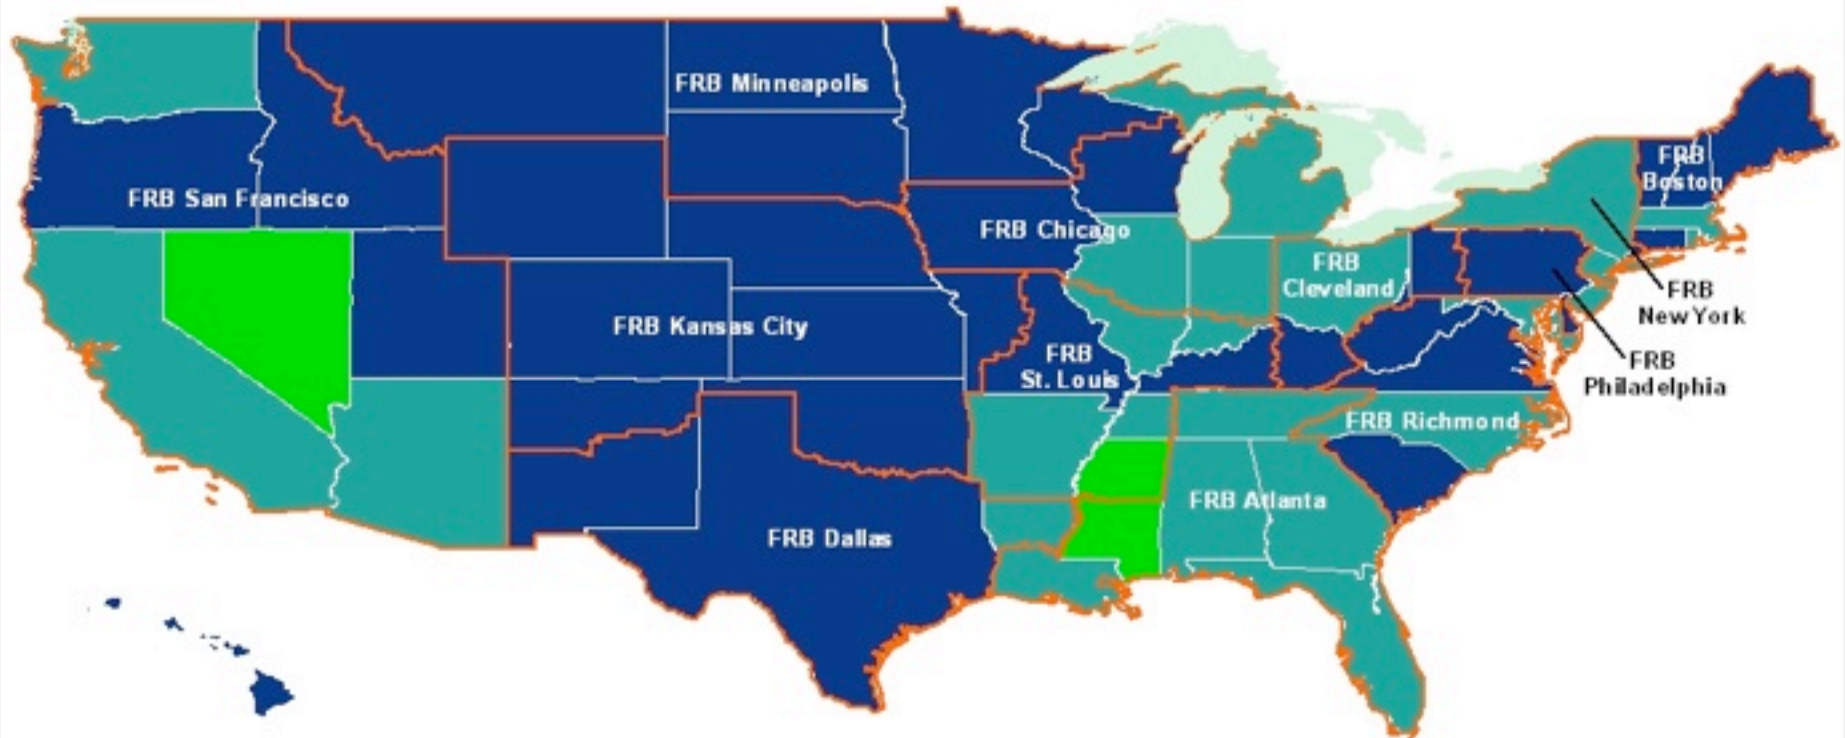 FRB Minneapolis
FRB
Boston
FRB San Francisco
FRB Chicago
FRB
Cleveland
FRB
New York
FRB Kansas City
FRB
St. Louis
FRB
Philadelphia
FRB Richmond
FRB Atlanta
FRB Dallas